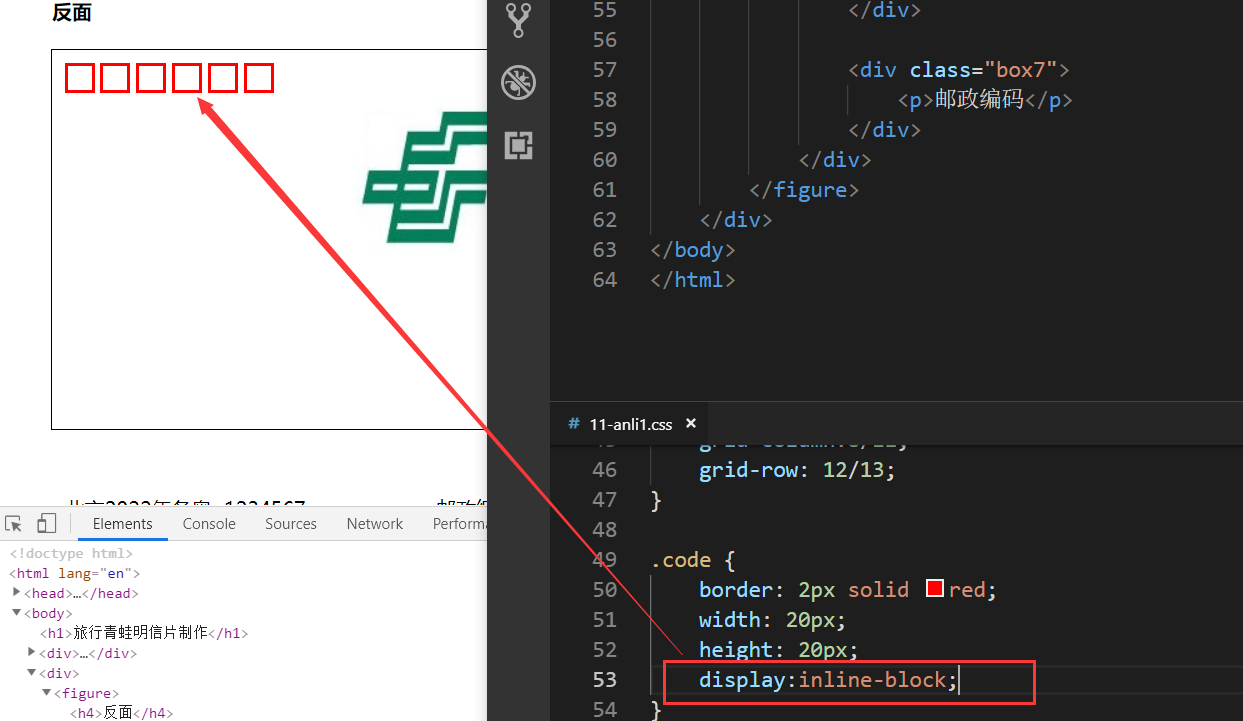 反面
Elements Console Sources Network
<!doctype html>
<html lang="en">
<head>…</head>
<body>
<h1>旅行青蛙明信片制作</h1>
<div>…</div>
<div>
<figure>
<h4>反面</h4>
55 </div>
56
57 <div class="box7">
58 <p>邮政编码</p>
59 </div>
60 </div>
61 </figure>
62 </div>
63 </body>
64 </html>
# 11-anli1.css ×
46 grid-row: 12/13;
47 }
48
49 .code {
50 border: 2px solid red;
51 width: 20px;
52 height: 20px;
53 display:inline-block;
54 }